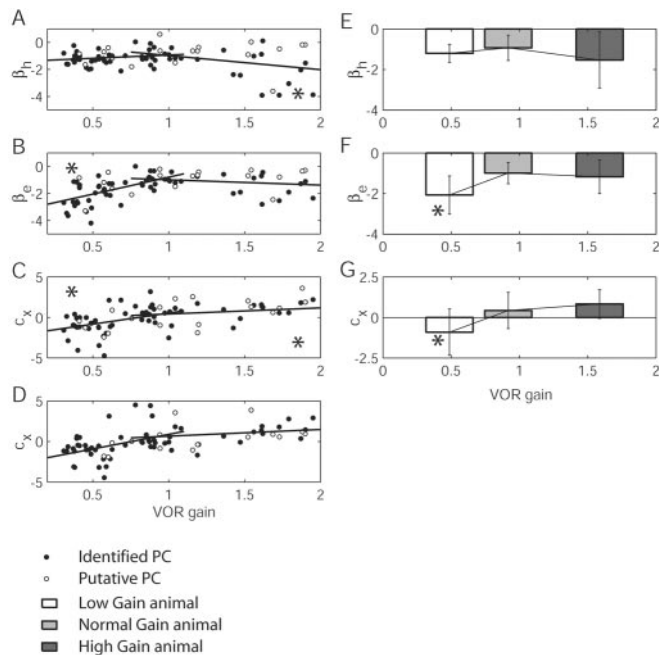 A
E
0
-2
-4
βh
*
0.5
1
1.5
2
0
-2
-4
βh
0
0.5
1
1.5
2
B
F
0
-2
-4
βe
*
0.5
1
1.5
2
0
-2
-4
βe
*
0
0.5
1
1.5
2
C
G
5
0
-5
cx
*
*
0.5
1
1.5
2
2.5
0
-2.5
cx
*
0
0.5
1
1.5
2
VOR gain
D
5
0
-5
cx
0.5
1
1.5
2
VOR gain
Identified PC
Putative PC
Low Gain animal
Normal Gain animal
High Gain animal